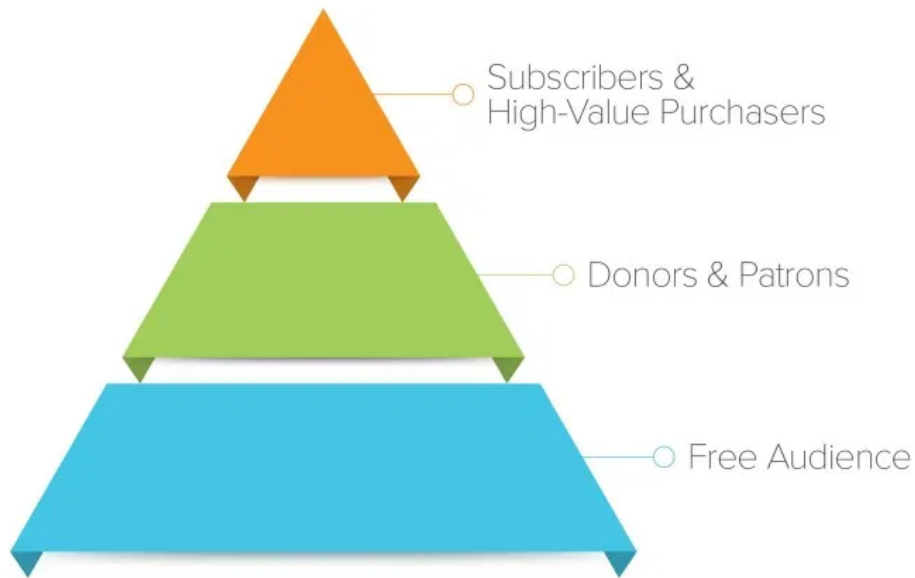 Subscribers &
High-Value Purchasers
Donors & Patrons
Free Audience